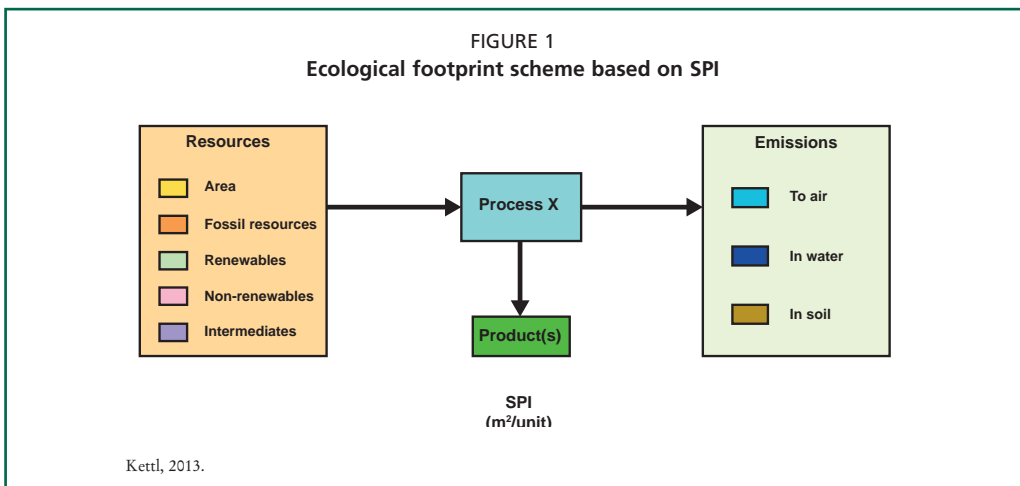 FIGURE 1
Ecological footprint scheme based on SPI
Resources
Area
Fossil resources
Renewables
Non-renewables
Intermediates
Process X
Product(s)
SPI
(m²/unit)
Emissions
To air
In water
In soil
Kettl, 2013.